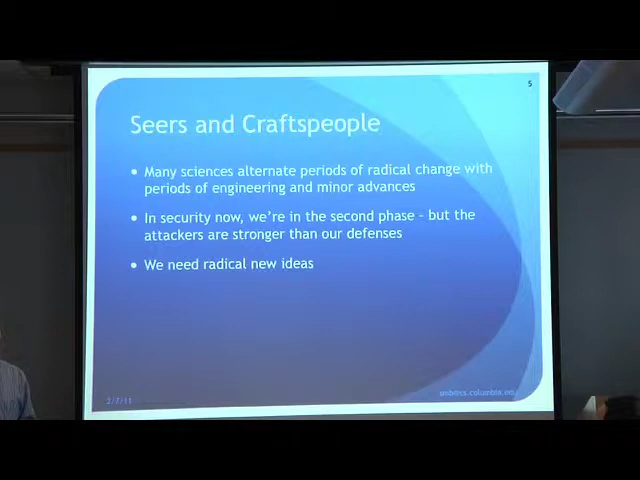 5
Seers and Craftspeople
• Many sciences alternate periods of radical change with
periods of engineering and minor advances
• In security now, we're in the second phase – but the
attackers are stronger than our defenses
• We need radical new ideas
2/7/11